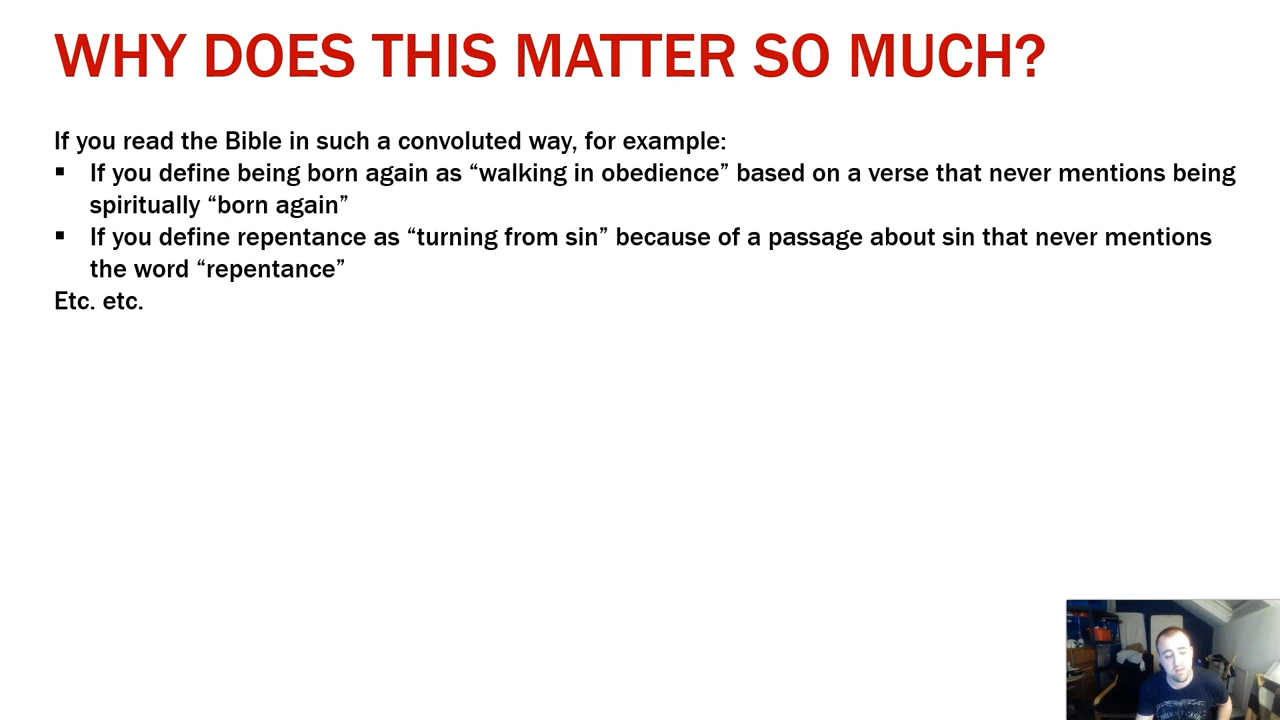 WHY DOES THIS MATTER SO MUCH?
If you read the Bible in such a convoluted way, for example:
▪ If you define being born again as “walking in obedience” based on a verse that never mentions being
spiritually “born again”
▪ If you define repentance as “turning from sin” because of a passage about sin that never mentions
the word “repentance”
Etc. etc.